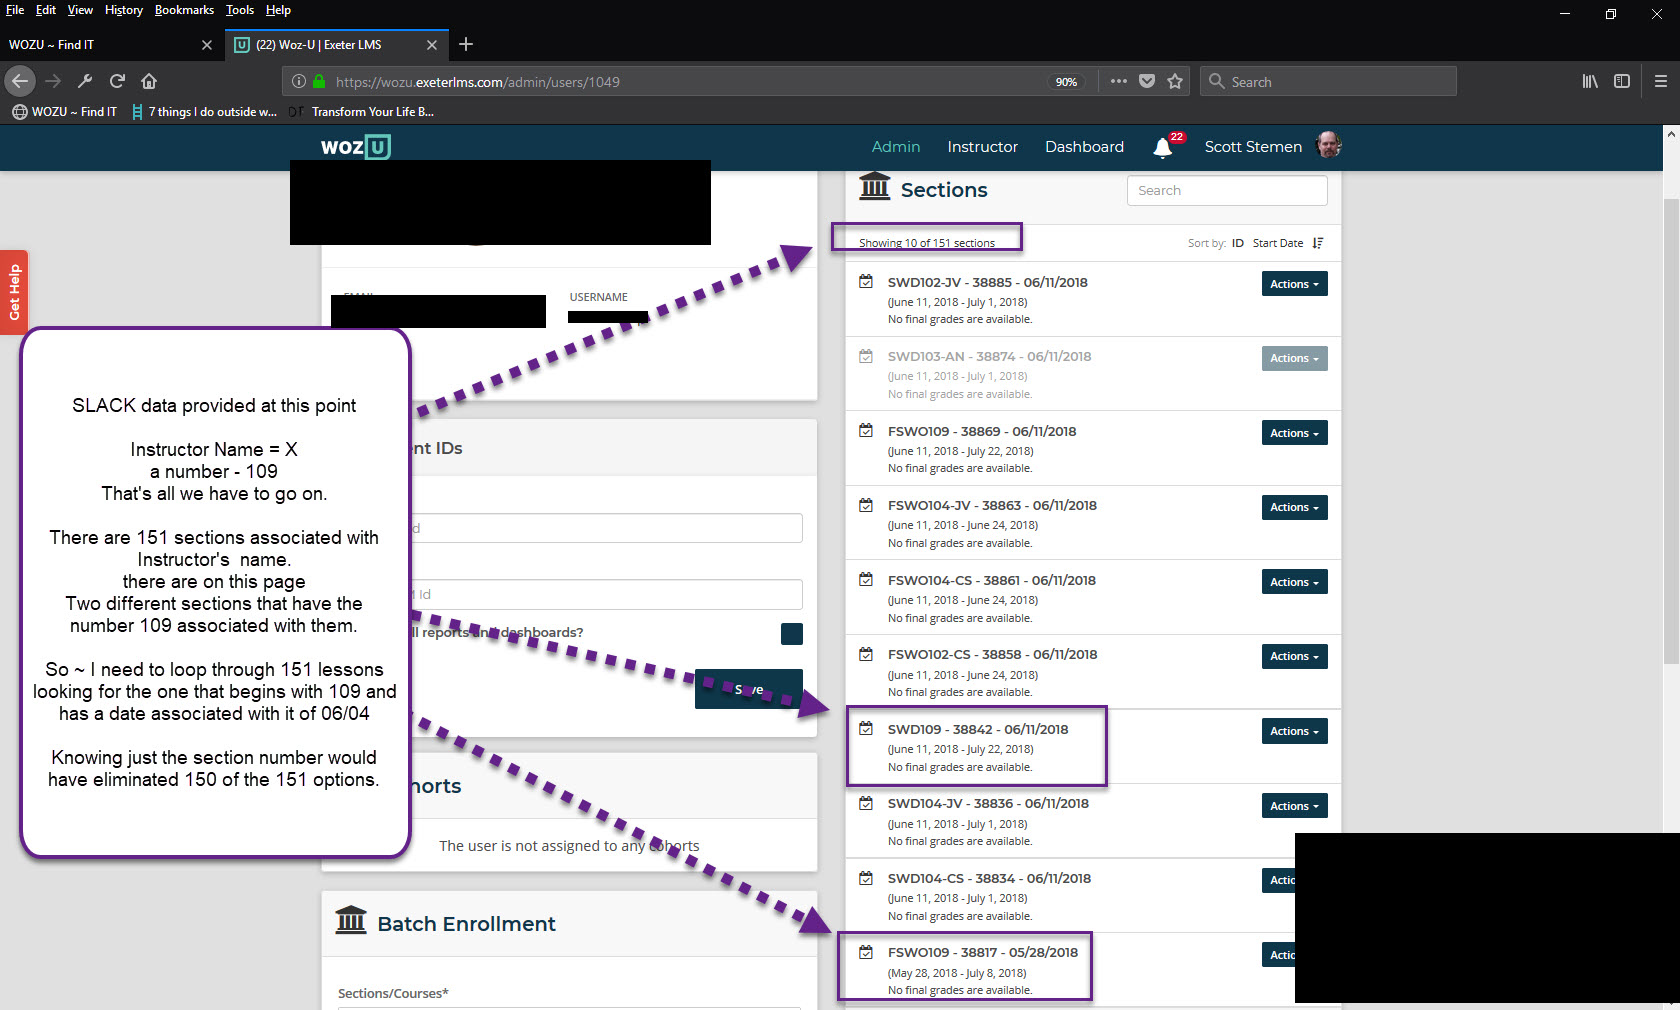 File Edit View History Bookmarks Tools Help
WOZU ~ Find IT
(22) Woz-U | Exeter LMS
https://wozu.exeterlms.com/admin/users/1049
90%
Search
WOZU ~ Find IT
7 things I do outside w...
Transform Your Life B...
WOZ U
Admin
Instructor
Dashboard
22
Scott Stemen
Get Help
USERNAME
SLACK data provided at this point
Instructor Name = X
a number - 109
That's all we have to go on.
There are 151 sections associated with
Instructor's name.
there are on this page
Two different sections that have the
number 109 associated with them.
So ~ I need to loop through 151 lessons
looking for the one that begins with 109 and
has a date associated with it of 06/04
Knowing just the section number would
have eliminated 150 of the 151 options.
nt IDs
d
Id
ll reports and dashboards?
Save
orts
The user is not assigned to any cohorts
Batch Enrollment
Sections/Courses*
Sections
Search
Showing 10 of 151 sections
Sort by: ID Start Date
SWD102-JV - 38885 - 06/11/2018
(June 11, 2018 - July 1, 2018)
No final grades are available.
Actions
SWD103-AN - 38874 - 06/11/2018
(June 11, 2018 - July 1, 2018)
No final grades are available.
Actions
FSWO109 - 38869 - 06/11/2018
(June 11, 2018 - July 22, 2018)
No final grades are available.
Actions
FSWO104-JV - 38863 - 06/11/2018
(June 11, 2018 - June 24, 2018)
No final grades are available.
Actions
FSWO104-CS - 38861 - 06/11/2018
(June 11, 2018 - June 24, 2018)
No final grades are available.
Actions
FSWO102-CS - 38858 - 06/11/2018
(June 11, 2018 - June 24, 2018)
No final grades are available.
Actions
SWD109 - 38842 - 06/11/2018
(June 11, 2018 - July 22, 2018)
No final grades are available.
Actions
SWD104-JV - 38836 - 06/11/2018
(June 11, 2018 - July 1, 2018)
No final grades are available.
Actions
SWD104-CS - 38834 - 06/11/2018
(June 11, 2018 - July 1, 2018)
No final grades are available.
Actio
FSWO109 - 38817 - 05/28/2018
(May 28, 2018 - July 8, 2018)
No final grades are available.
Actio